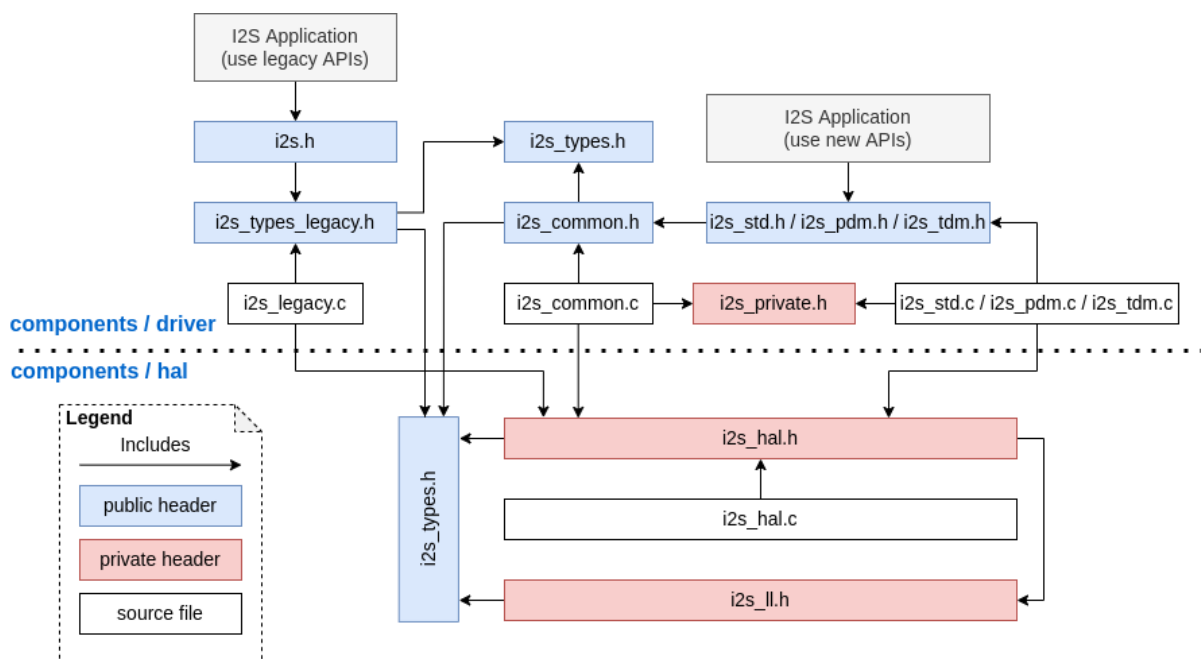 I2S Application
(use legacy APIs)
I2S Application
(use new APIs)
i2s.h
i2s_types.h
i2s_types_legacy.h
i2s_common.h
i2s_std.h / i2s_pdm.h / i2s_tdm.h
i2s_legacy.c
i2s_common.c
i2s_private.h
i2s_std.c / i2s_pdm.c / i2s_tdm.c
components / driver
components / hal
Legend
Includes
public header
private header
source file
i2s_types.h
i2s_hal.h
i2s_hal.c
i2s_ll.h